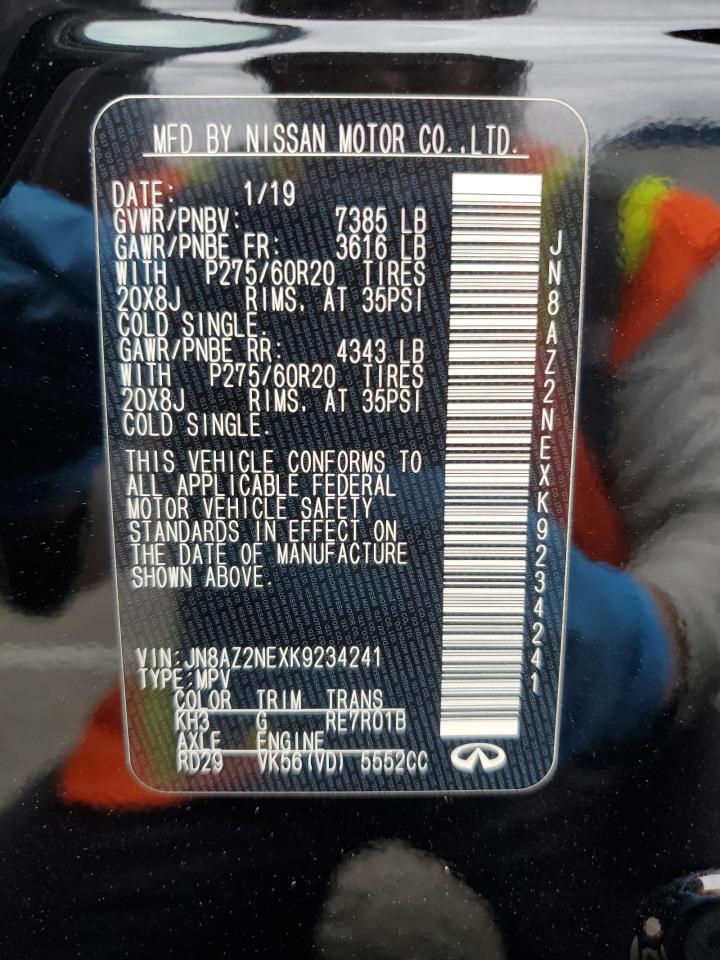 MFD BY NISSAN MOTOR CO.,LTD.
DATE: 1/19
GVWR/PNBV: 7385 LB
GAWR/PNBE FR: 3616 LB
WITH P275/60R20 TIRES
20X8J RIMS, AT 35PSI
COLD SINGLE.
GAWR/PNBE RR: 4343 LB
WITH P275/60R20 TIRES
20X8J RIMS, AT 35PSI
COLD SINGLE.
THIS VEHICLE CONFORMS TO
ALL APPLICABLE FEDERAL
MOTOR VEHICLE SAFETY
STANDARDS IN EFFECT ON
THE DATE OF MANUFACTURE
SHOWN ABOVE.
VIN:JN8AZ2NEXK9234241
TYPE:MPV
COLOR TRIM TRANS
KH3 G RE7R01B
AXLE ENGINE
RD29 VK56(VD) 5552CC
JN8AZ2NEXK9234241